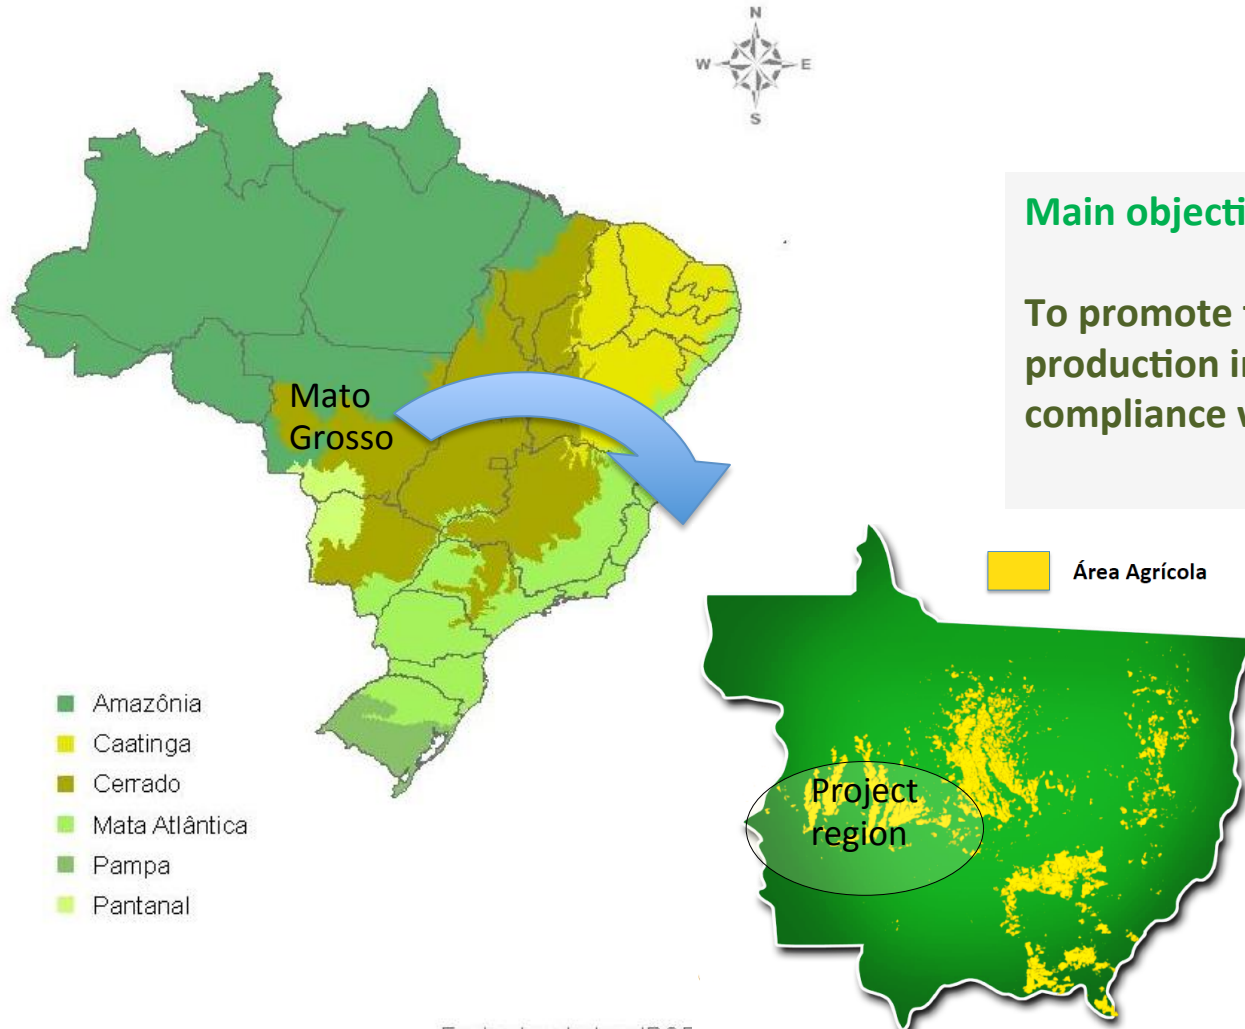 N
W
E
S
Main objecti
To promote
production i
compliance
Mato
Grosso
Área Agrícola
Project
region
Amazônia
Caatinga
Cerrado
Mata Atlântica
Pampa
Pantanal